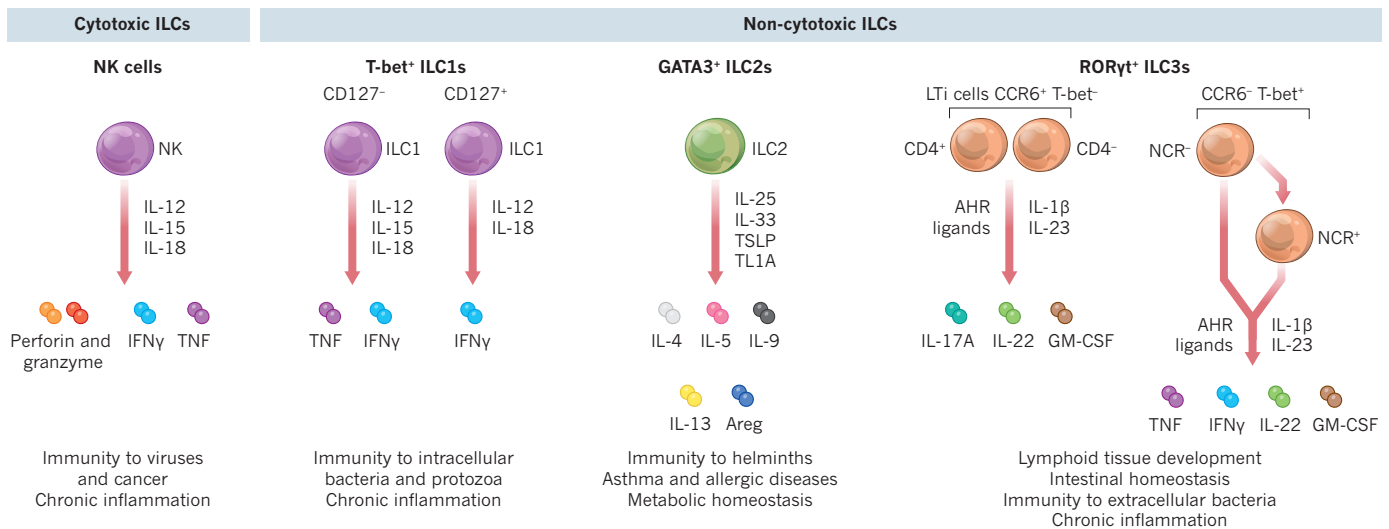 Cytotoxic ILCs
Non-cytotoxic ILCs
NK cells
T-bet⁺ ILC1s
GATA3⁺ ILC2s
RORγt⁺ ILC3s
CD127⁻
CD127⁺
LTi cells CCR6⁺ T-bet⁻
CCR6⁻ T-bet⁺
NK
ILC1
ILC1
ILC2
CD4⁺
CD4⁻
NCR⁻
NCR⁺
IL-12
IL-15
IL-18
IL-12
IL-15
IL-18
IL-12
IL-18
IL-25
IL-33
TSLP
TL1A
AHR
ligands
IL-1β
IL-23
AHR
ligands
IL-1β
IL-23
Perforin and
granzyme
IFNγ
TNF
TNF
IFNγ
IFNγ
IL-4
IL-5
IL-9
IL-13
Areg
IL-17A
IL-22
GM-CSF
TNF
IFNγ
IL-22
GM-CSF
Immunity to viruses
and cancer
Chronic inflammation
Immunity to intracellular
bacteria and protozoa
Chronic inflammation
Immunity to helminths
Asthma and allergic diseases
Metabolic homeostasis
Lymphoid tissue development
Intestinal homeostasis
Immunity to extracellular bacteria
Chronic inflammation